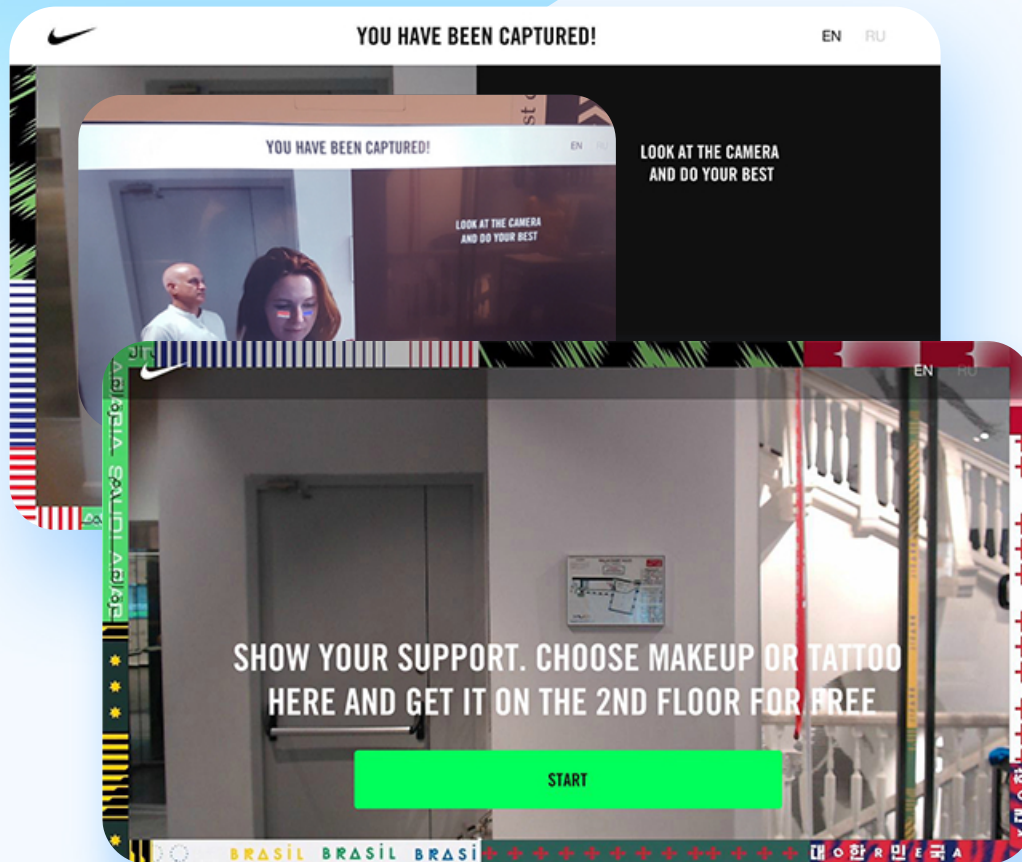 YOU HAVE BEEN CAPTURED!
EN RU
LOOK AT THE CAMERA
AND DO YOUR BEST
YOU HAVE BEEN CAPTURED!
EN RU
LOOK AT THE CAMERA
AND DO YOUR BEST
EN RU
SHOW YOUR SUPPORT. CHOOSE MAKEUP OR TATTOO
HERE AND GET IT ON THE 2ND FLOOR FOR FREE
START
BRASIL BRASIL BRASI